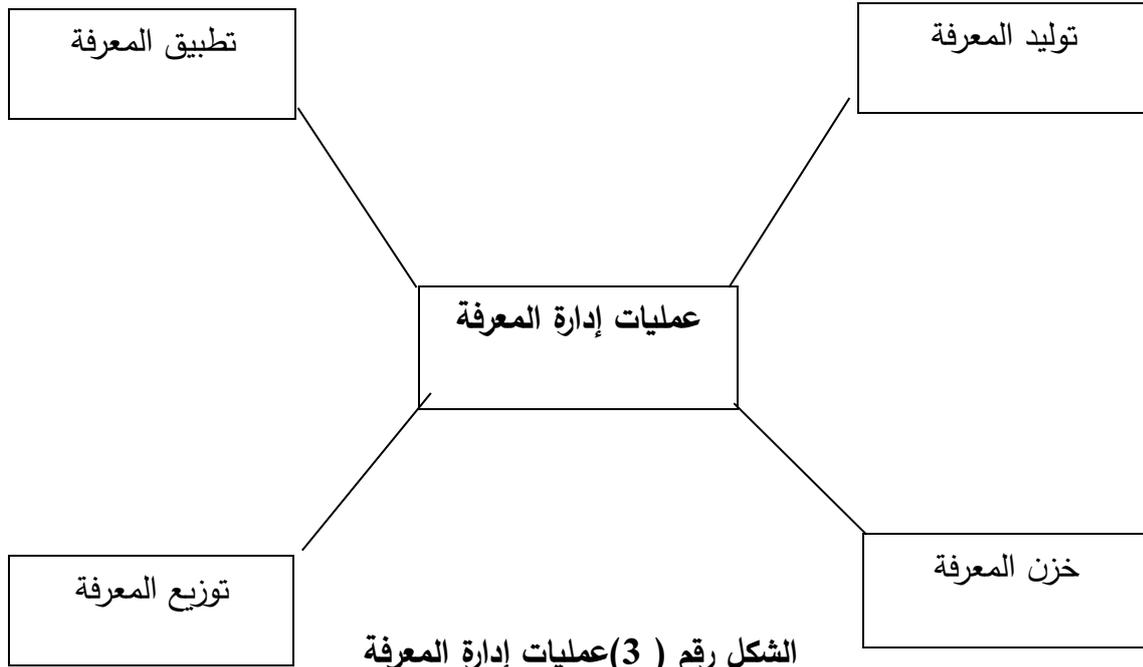 توليد المعرفة
تطبيق المعرفة
عمليات إدارة المعرفة
خزن المعرفة
توزيع المعرفة
الشكل رقم ( 3)عمليات إدارة المعرفة